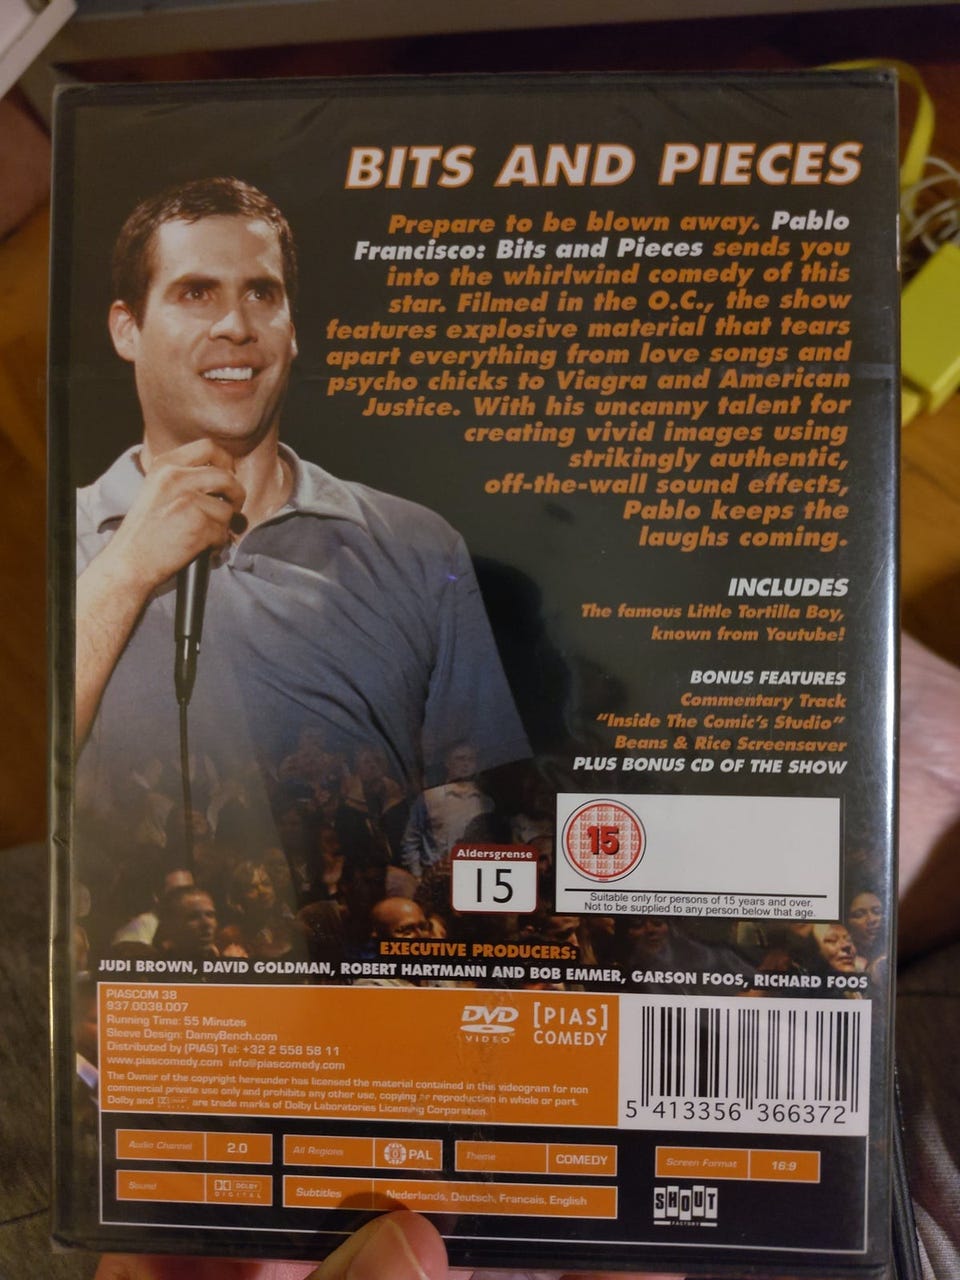 BITS AND PIECES
Prepare to be blown away. Pablo
Francisco: Bits and Pieces sends you
into the whirlwind comedy of this
star. Filmed in the O.C., the show
features explosive material that tears
apart everything from love songs and
psycho chicks to Viagra and American
Justice. With his uncanny talent for
creating vivid images using
strikingly authentic,
off-the-wall sound effects,
Pablo keeps the
laughs coming.
INCLUDES
The famous Little Tortilla Boy,
known from Youtube!
BONUS FEATURES
Commentary Track
“Inside The Comic's Studio”
Beans & Rice Screensaver
PLUS BONUS CD OF THE SHOW
Aldersgrense
15
15
Suitable only for persons of 15 years and over.
Not to be supplied to any person below that age.
EXECUTIVE PRODUCERS:
JUDI BROWN, DAVID GOLDMAN, ROBERT HARTMANN AND BOB EMMER, GARSON FOOS, RICHARD FOOS
PIASCOM 38
937.0038.007
Running Time: 55 Minutes
Sleeve Design: DannyBench.com
Distributed by [PIAS] Tel: +32 2 558 58 11
www.piascomedy.com info@piascomedy.com
The Owner of the copyright hereunder has licensed the material contained in this videogram for non
commercial private use only and prohibits any other use, copying or reproduction in whole or part.
Dolby and are trade marks of Dolby Laboratories Licensing Corporation.
DVD
VIDEO
[PIAS]
COMEDY
5 413356 366372
Audio Channel 2.0
All Regions 0 PAL
Theme COMEDY
Screen Format 16:9
Sound DOLBY
DIGITAL
Subtitles Nederlands, Deutsch, Francais, English
SHOUT
FACTORY